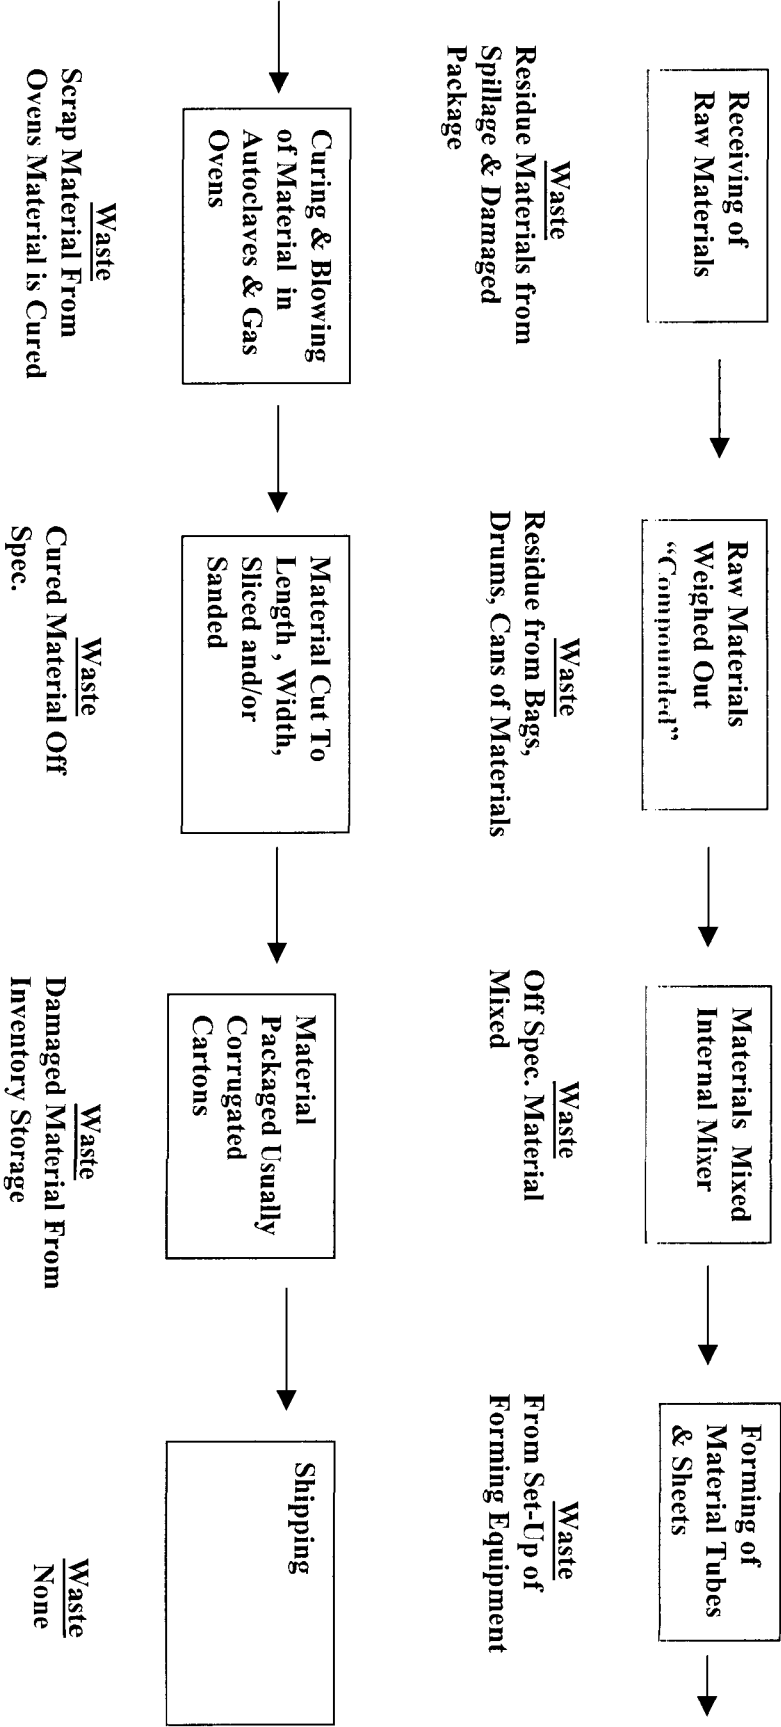 Receiving of
Raw Materials
Waste
Residue Materials from
Spillage & Damaged
Package
Raw Materials
Weighed Out
“Compounded”
Waste
Residue from Bags,
Drums, Cans of Materials
Materials Mixed
Internal Mixer
Waste
Off Spec. Material
Mixed
Forming of
Material Tubes
& Sheets
Waste
From Set-Up of
Forming Equipment
Curing & Blowing
of Material in
Autoclaves & Gas
Ovens
Waste
Scrap Material From
Ovens Material is Cured
Material Cut To
Length , Width,
Sliced and/or
Sanded
Waste
Cured Material Off
Spec.
Material
Packaged Usually
Corrugated
Cartons
Waste
Damaged Material From
Inventory Storage
Shipping
Waste
None